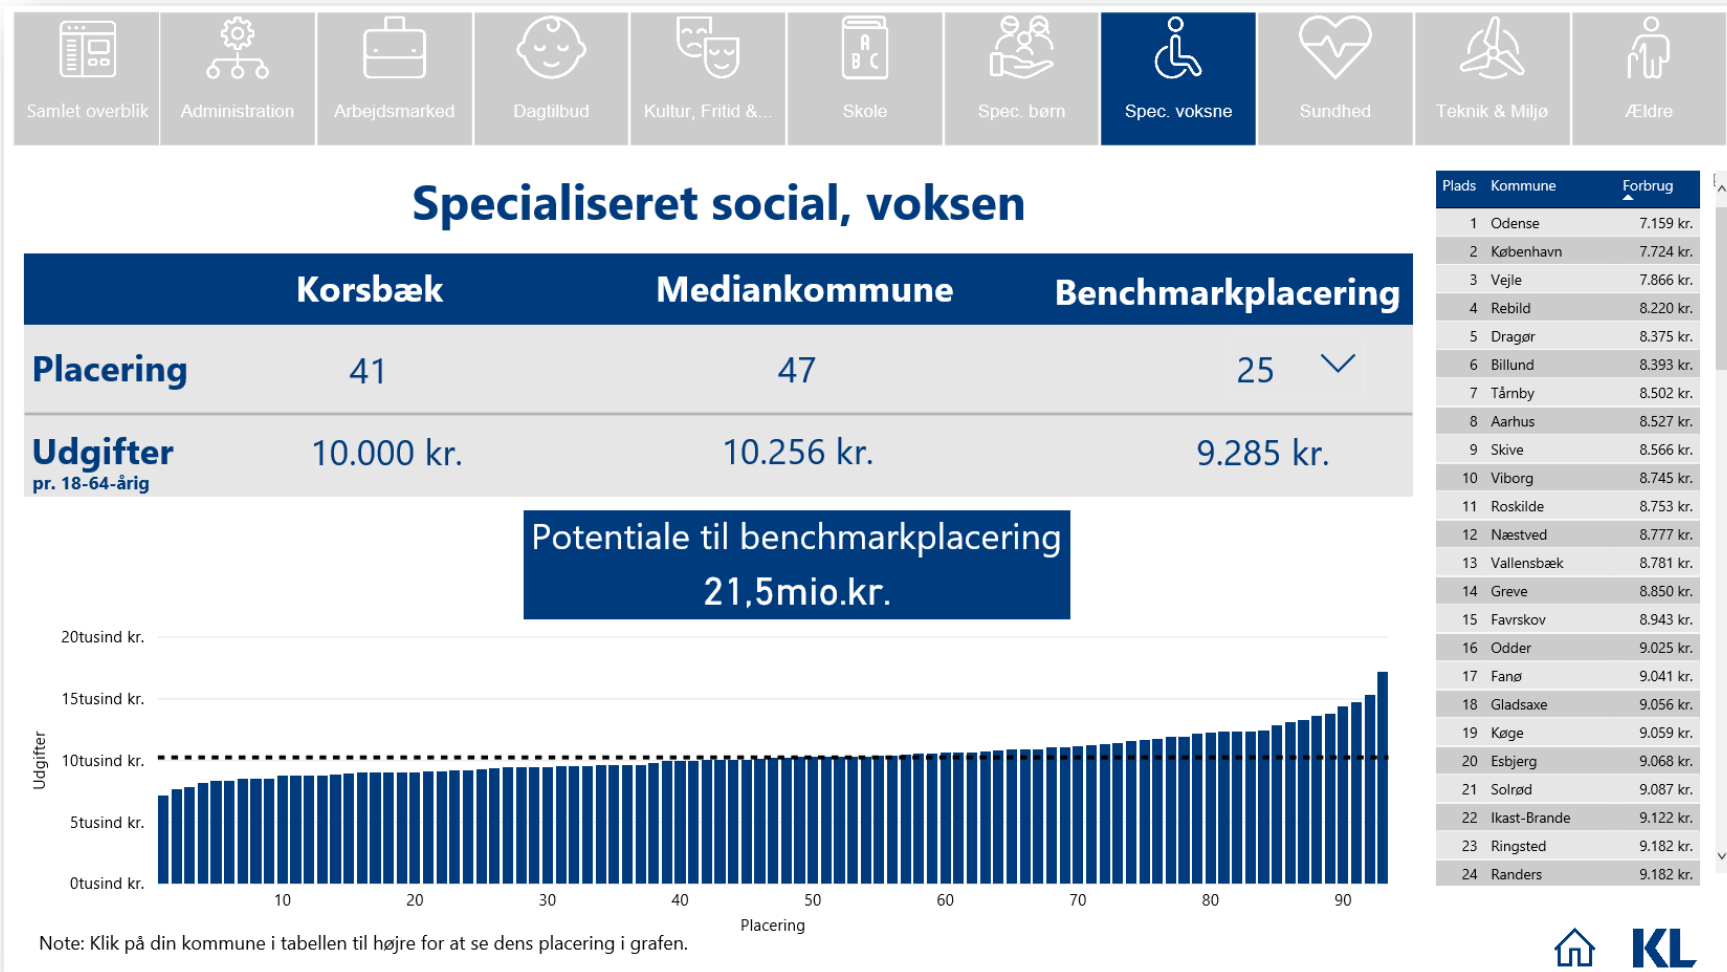 Samlet overblik
Administration
Arbejdsmarked
Dagtilbud
Kultur, Fritid &...
A
B C
Skole
Spec. børn
Spec. voksne
Sundhed
Teknik & Miljø
Ældre
Specialiseret social, voksen
Korsbæk Mediankommune Benchmarkplacering
Placering 41 47 25
Udgifter 10.000 kr. 10.256 kr. 9.285 kr.
pr. 18-64-årig
Potentiale til benchmarkplacering
21,5mio.kr.
20tusind kr.
15tusind kr.
10tusind kr.
5tusind kr.
0tusind kr.
Udgifter
10 20 30 40 50 60 70 80 90
Placering
Note: Klik på din kommune i tabellen til højre for at se dens placering i grafen.
Plads Kommune Forbrug
1 Odense 7.159 kr.
2 København 7.724 kr.
3 Vejle 7.866 kr.
4 Rebild 8.220 kr.
5 Dragør 8.375 kr.
6 Billund 8.393 kr.
7 Tårnby 8.502 kr.
8 Aarhus 8.527 kr.
9 Skive 8.566 kr.
10 Viborg 8.745 kr.
11 Roskilde 8.753 kr.
12 Næstved 8.777 kr.
13 Vallensbæk 8.781 kr.
14 Greve 8.850 kr.
15 Favrskov 8.943 kr.
16 Odder 9.025 kr.
17 Fanø 9.041 kr.
18 Gladsaxe 9.056 kr.
19 Køge 9.059 kr.
20 Esbjerg 9.068 kr.
21 Solrød 9.087 kr.
22 Ikast-Brande 9.122 kr.
23 Ringsted 9.182 kr.
24 Randers 9.182 kr.
KL